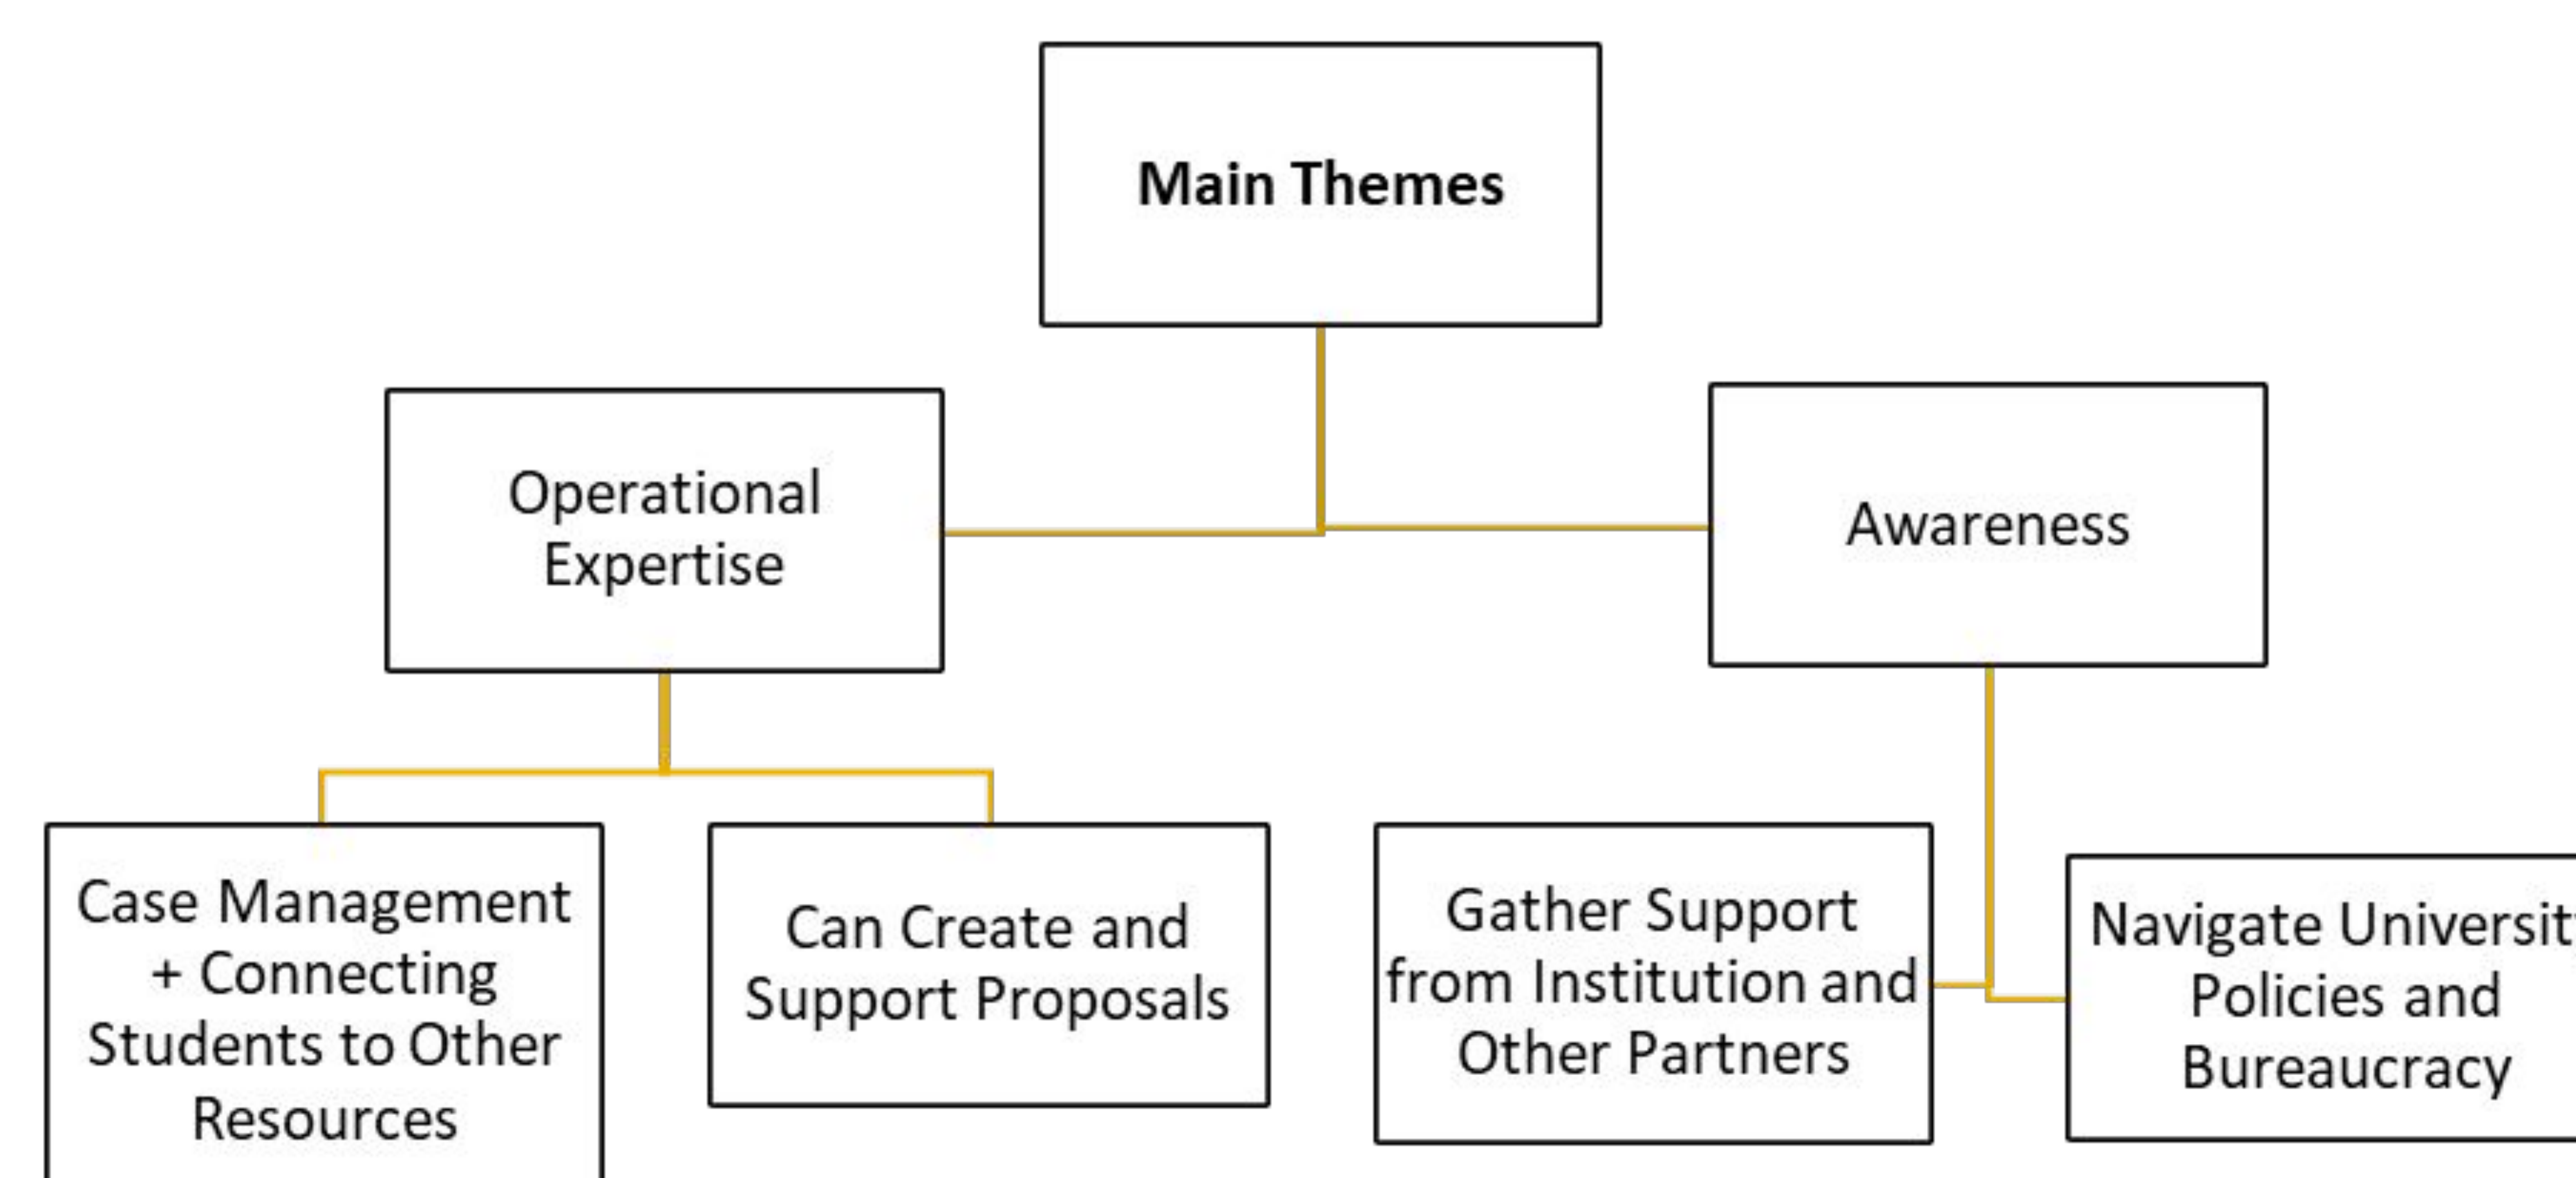 Main Themes
Operational
Expertise
Awareness
Case Management
+ Connecting
Students to Other
Resources
Can Create and
Support Proposals
Gather Support
from Institution and
Other Partners
Navigate
Policies and
Bureaucracy